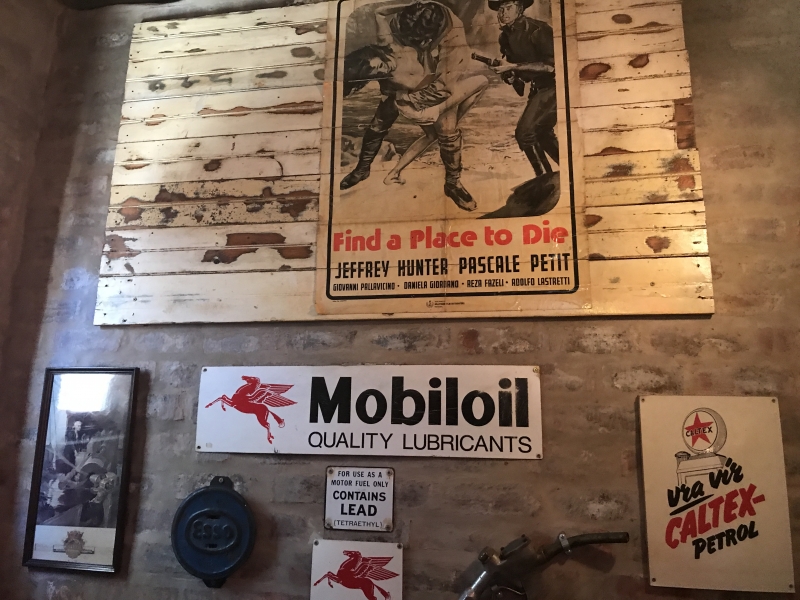 Find a Place to Die
JEFFREY HUNTER PASCALE PETIT
GIOVANNI PALLAVICINO · DANIELA GIORDANO · REZA FAZELI · ADOLFO LASTRETTI
Mobiloil
QUALITY LUBRICANTS
FOR USE AS A
MOTOR FUEL ONLY
CONTAINS
LEAD
(TETRAETHYL)
ESSO
CALTEX
vra vir
CALTEX-
PETROL